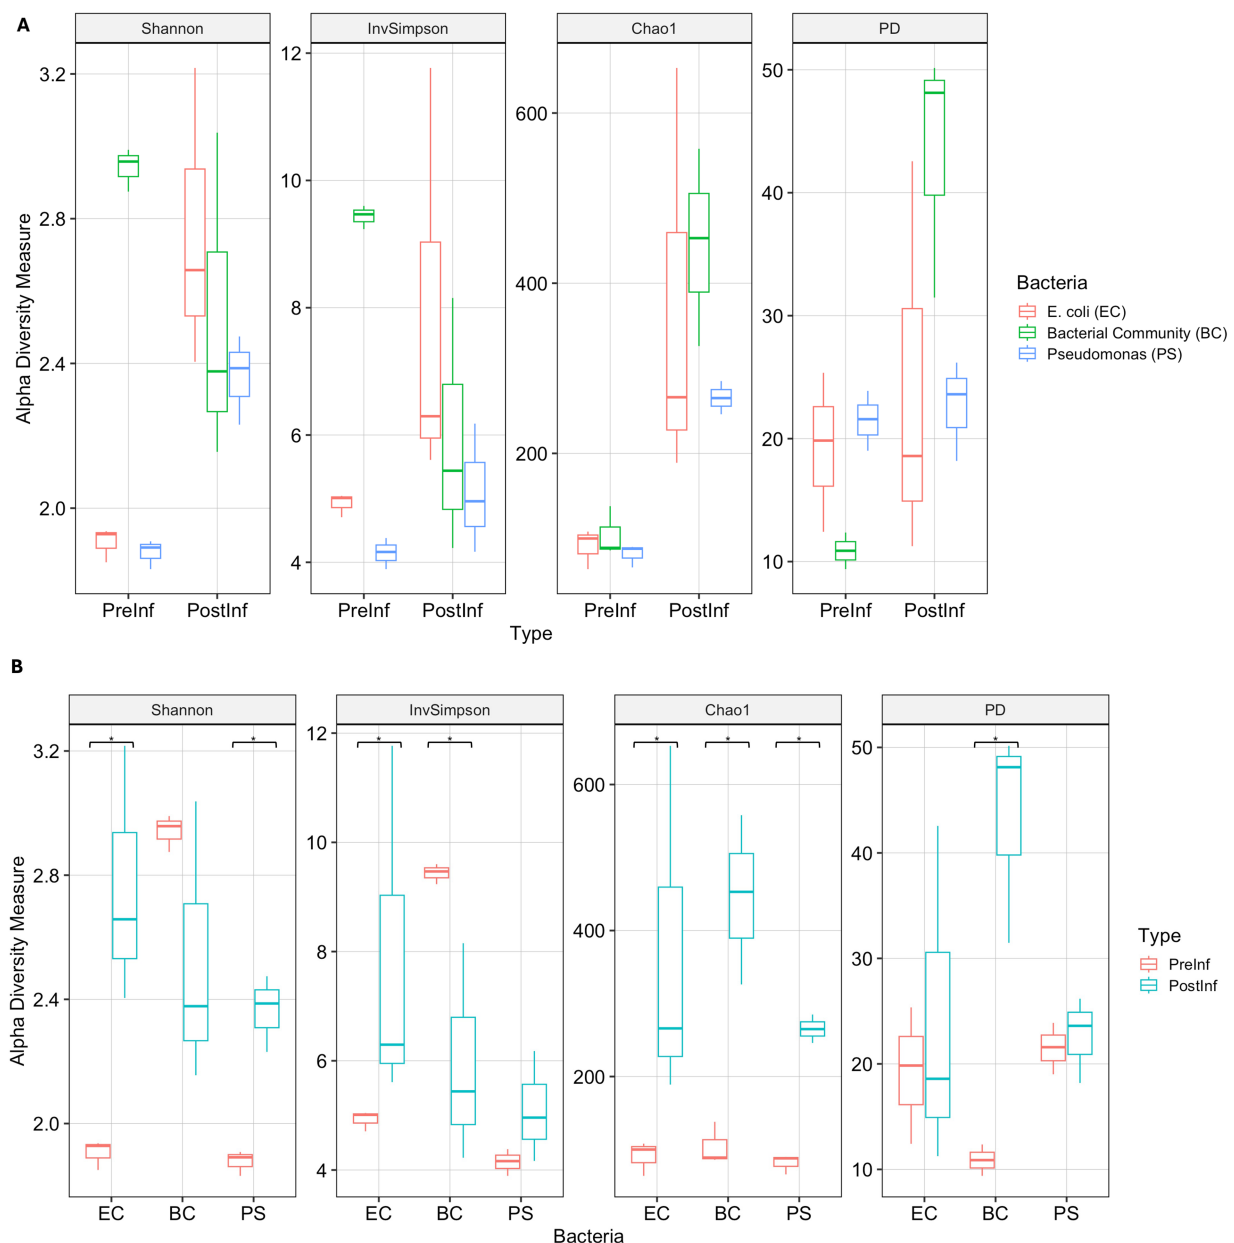 A
Shannon
InvSimpson
Chao1
PD
Alpha Diversity Measure
3.2
2.8
2.4
2.0
12
10
8
6
4
600
400
200
50
40
30
20
10
PreInf PostInf
PreInf PostInf
PreInf PostInf
PreInf PostInf
Type
Bacteria
E. coli (EC)
Bacterial Community (BC)
Pseudomonas (PS)
B
Shannon
InvSimpson
Chao1
PD
Alpha Diversity Measure
3.2
2.8
2.4
2.0
* *
12
10
8
6
4
* *
600
400
200
* * *
50
40
30
20
10
*
EC BC PS
EC BC PS
EC BC PS
EC BC PS
Bacteria
Type
PreInf
PostInf